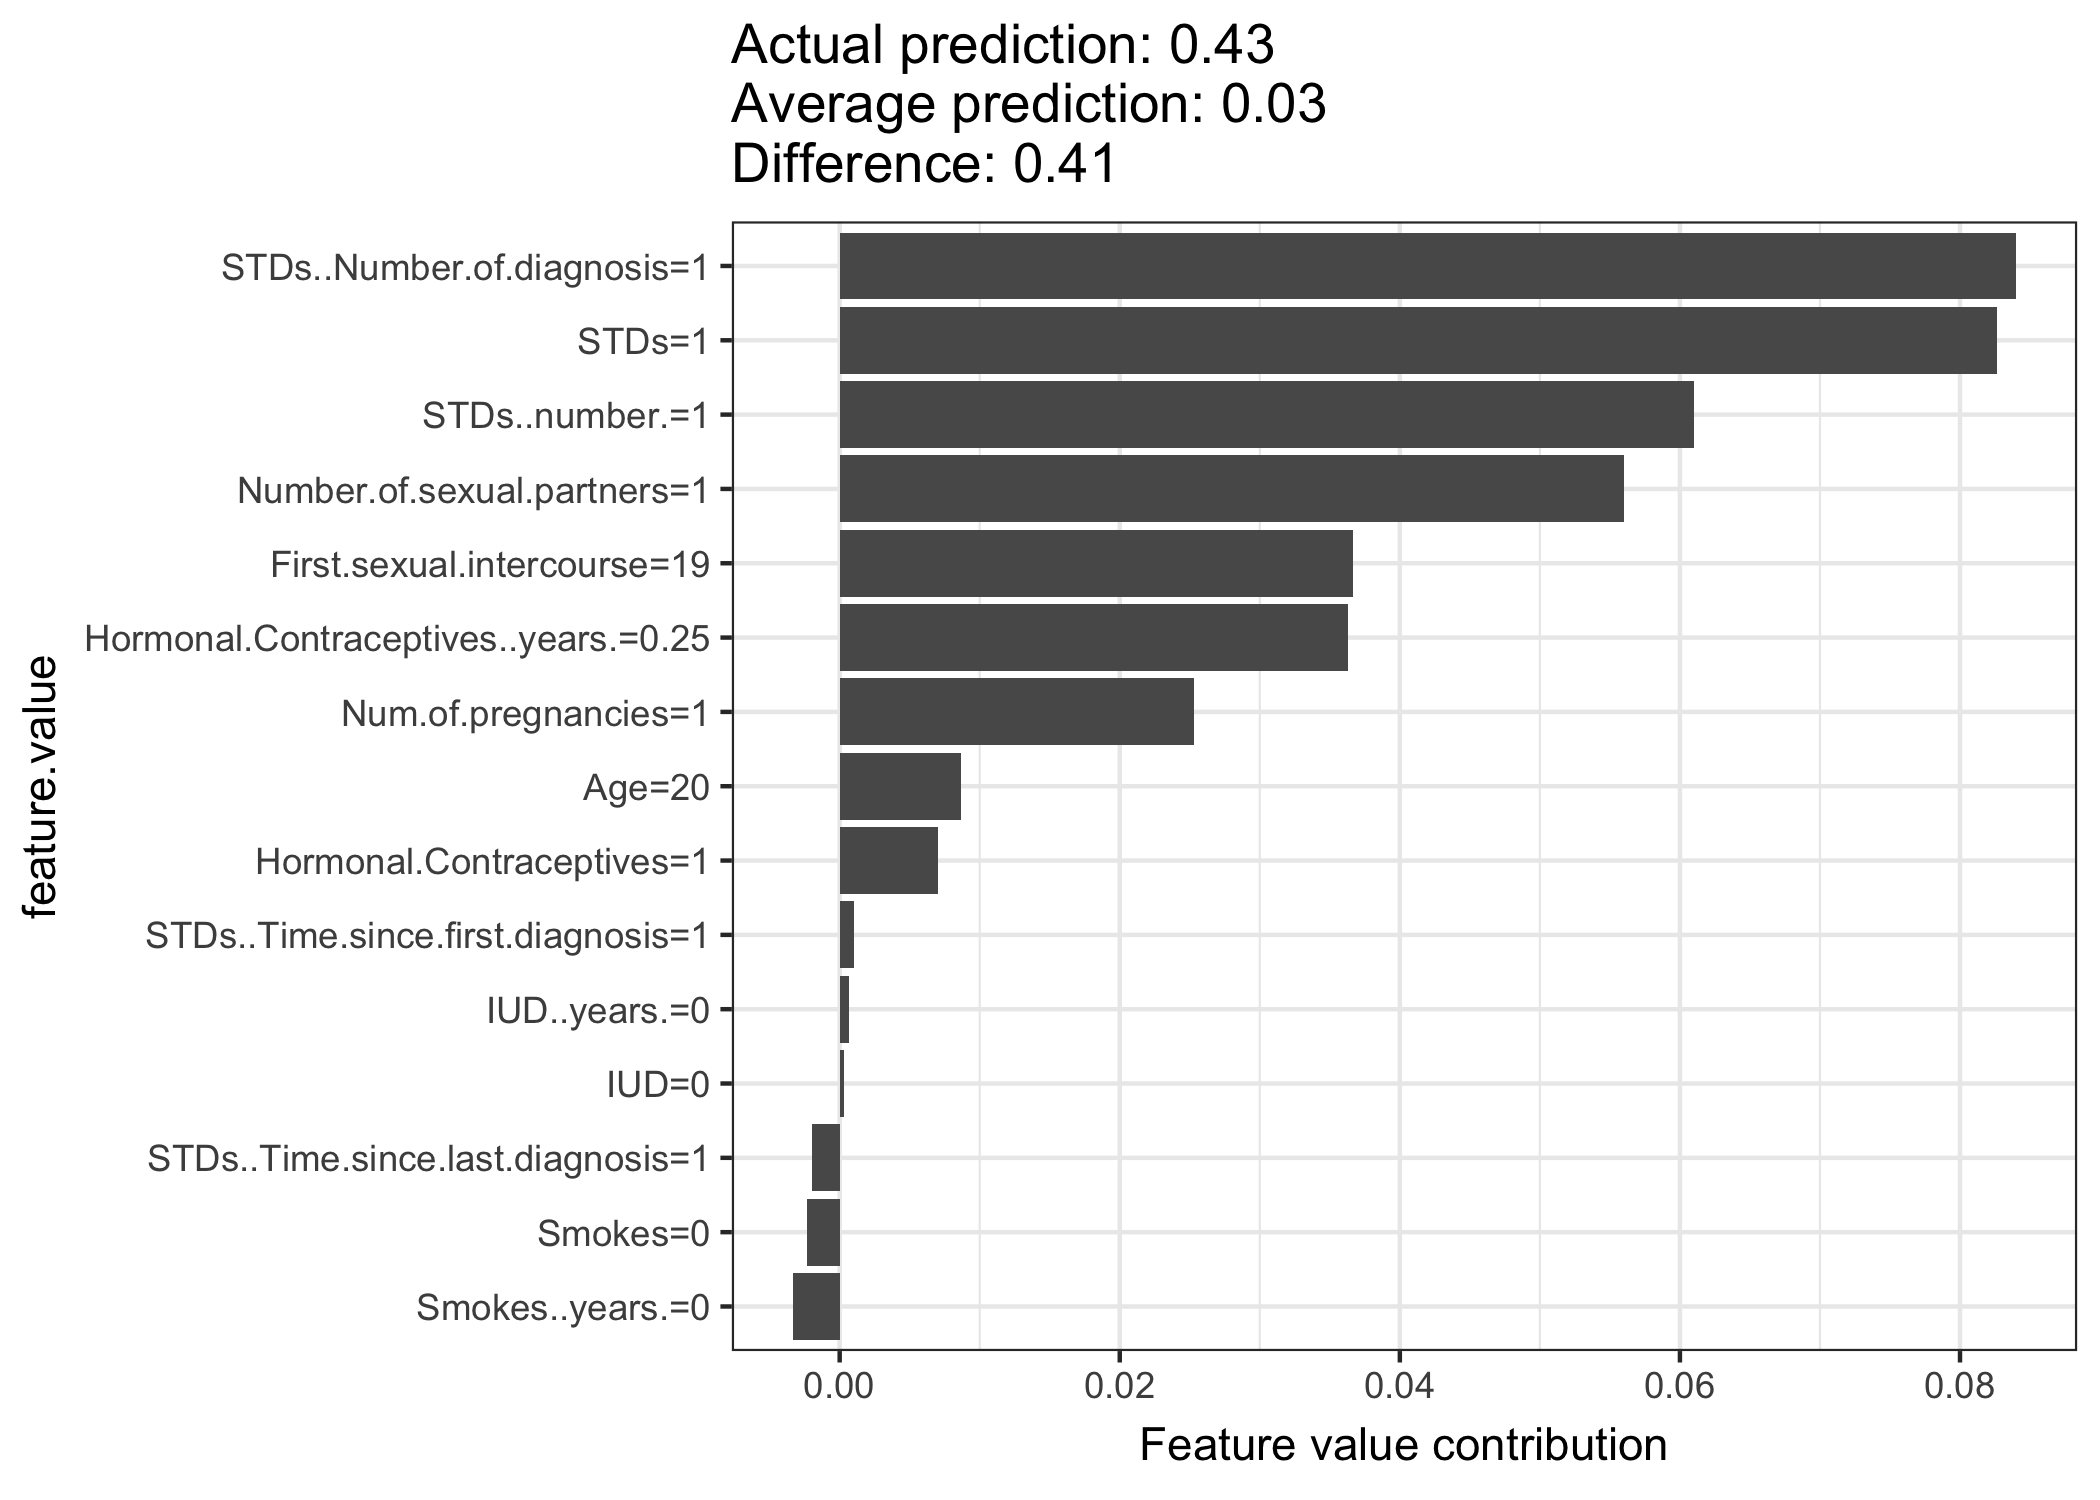 Actual prediction: 0.43
Average prediction: 0.03
Difference: 0.41
STDs..Number.of.diagnosis=1
STDs=1
STDs..number.=1
Number.of.sexual.partners=1
First.sexual.intercourse=19
Hormonal.Contraceptives..years.=0.25
Num.of.pregnancies=1
Age=20
Hormonal.Contraceptives=1
STDs..Time.since.first.diagnosis=1
IUD..years.=0
IUD=0
STDs..Time.since.last.diagnosis=1
Smokes=0
Smokes..years.=0
feature.value
0.00 0.02 0.04 0.06 0.08
Feature value contribution